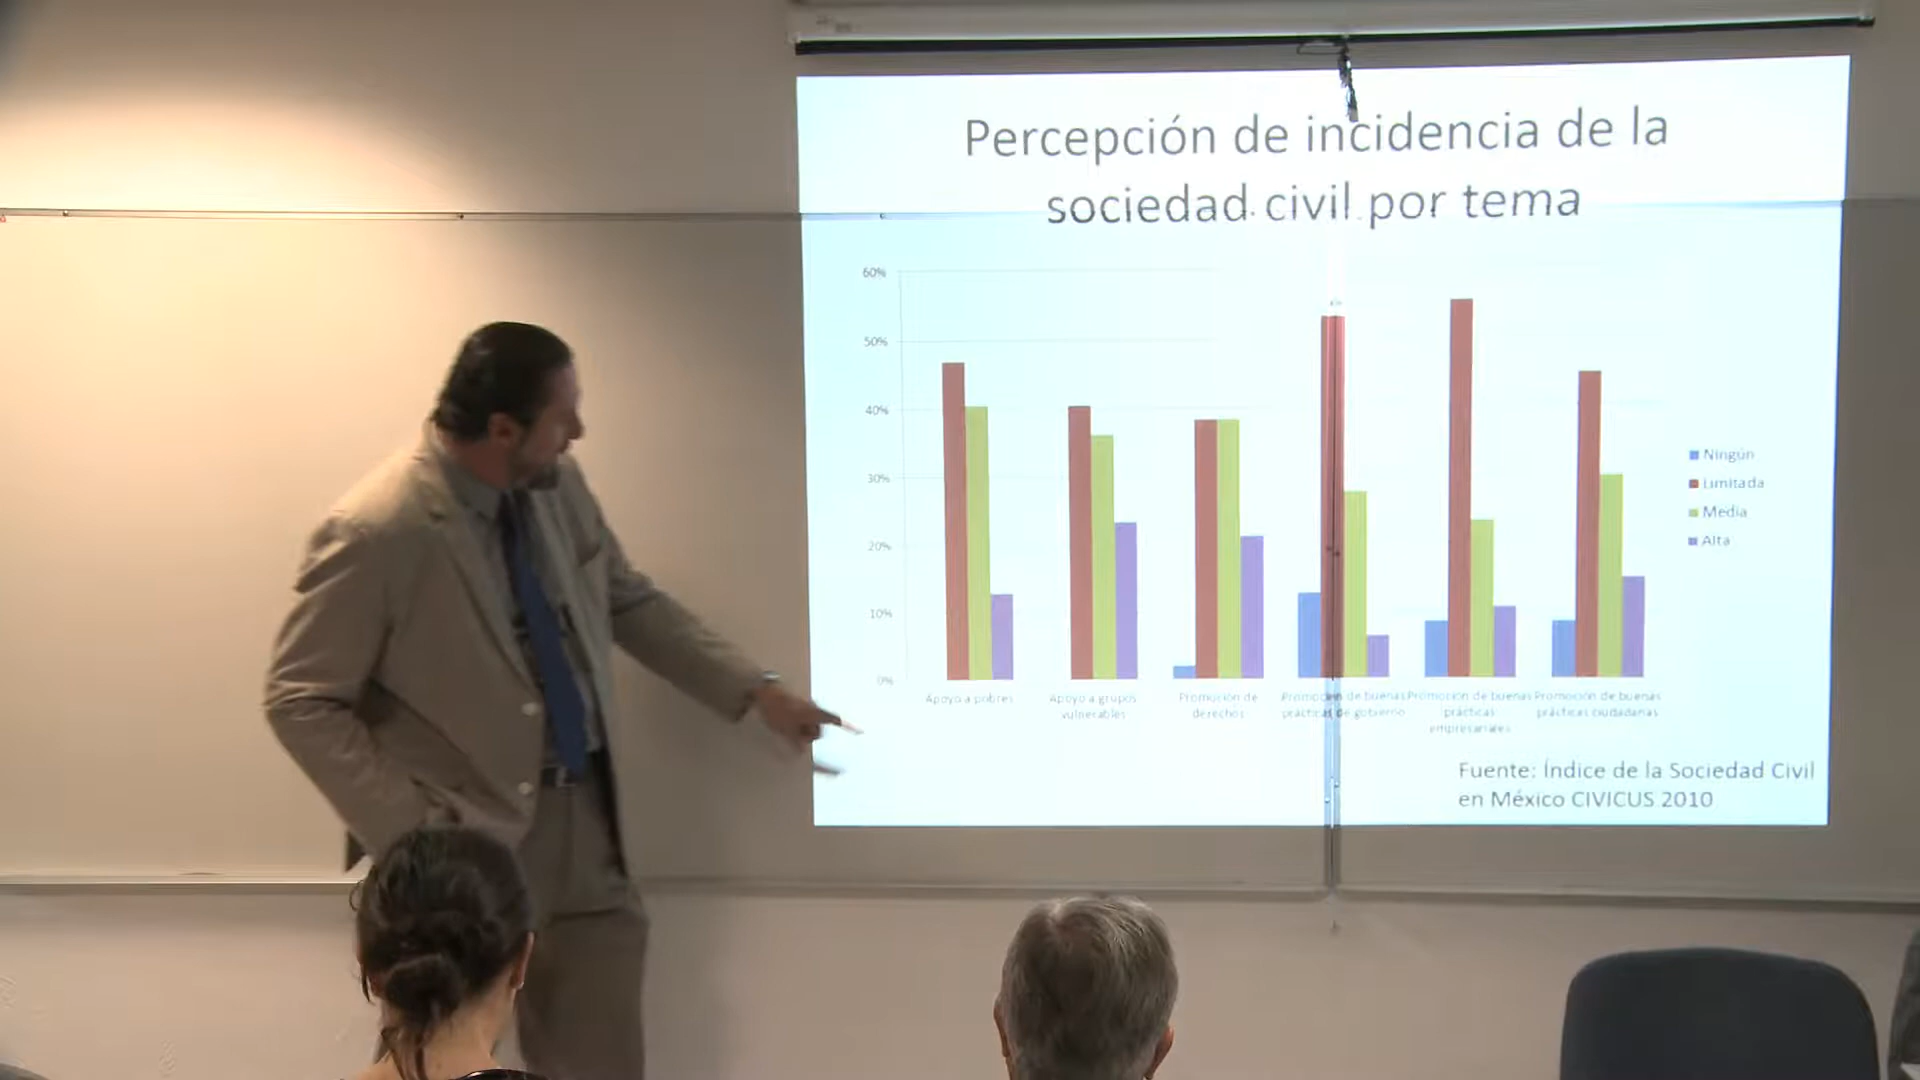 Percepción de incidencia de la
sociedad civil por tema
60%
50%
40%
30%
20%
10%
0%
Ningún
Limitada
Media
Alta
Apoyo a pobres
Apoyo a grupos
vulnerables
Promoción de
derechos
Promoción de buenas
prácticas de gobierno
Promoción de buenas
prácticas
empresariales
Promoción de buenas
prácticas ciudadanas
Fuente: Índice de la Sociedad Civil
en México CIVICUS 2010